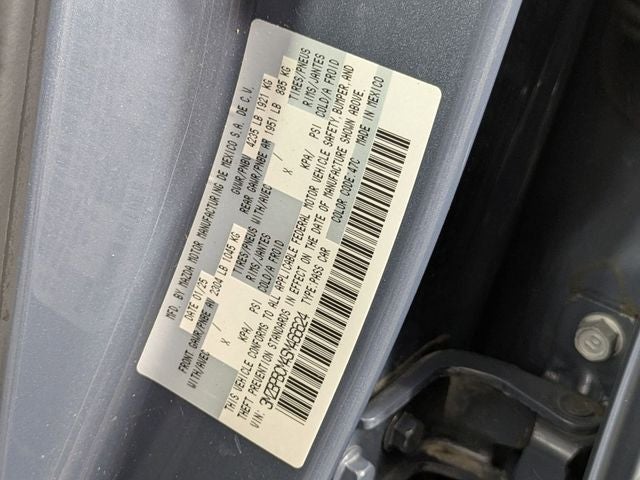 MFD. BY MAZDA MOTOR MANUFACTURING DE MEXICO S.A. DE C.V.
DATE 01/25 GVWR/PNBV 4235 LB 1921 KG
FRONT GAWR/PNBE AV 2304 LB 1045 KG REAR GAWR/PNBE AR 1951 LB 885 KG
WITH/AVEC TIRES/PNEUS WITH/AVEC TIRES/PNEUS
X / RIMS/JANTES X / RIMS/JANTES
KPA/ PSI COLD/A FROID KPA/ PSI COLD/A FROID
THIS VEHICLE CONFORMS TO ALL APPLICABLE FEDERAL MOTOR VEHICLE SAFETY, BUMPER, AND
THEFT PREVENTION STANDARDS IN EFFECT ON THE DATE OF MANUFACTURE SHOWN ABOVE.
VIN: TYPE PASS CAR COLOR CODE: 47C MADE IN MEXICO